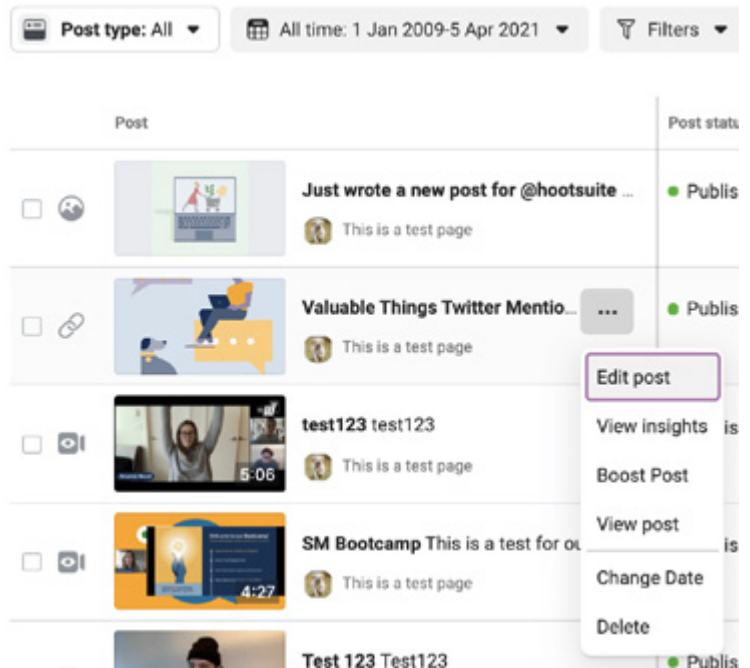 Post type: All
All time: 1 Jan 2009-5 Apr 2021
Filters
Post
Post statu
Just wrote a new post for @hootsuite ...
This is a test page
Publis
Valuable Things Twitter Mentio...
...
This is a test page
Publis
Edit post
View insights
Boost Post
View post
Change Date
Delete
test123 test123
This is a test page
5:06
is
SM Bootcamp This is a test for ou
This is a test page
4:27
is
Test 123 Test123
Publis